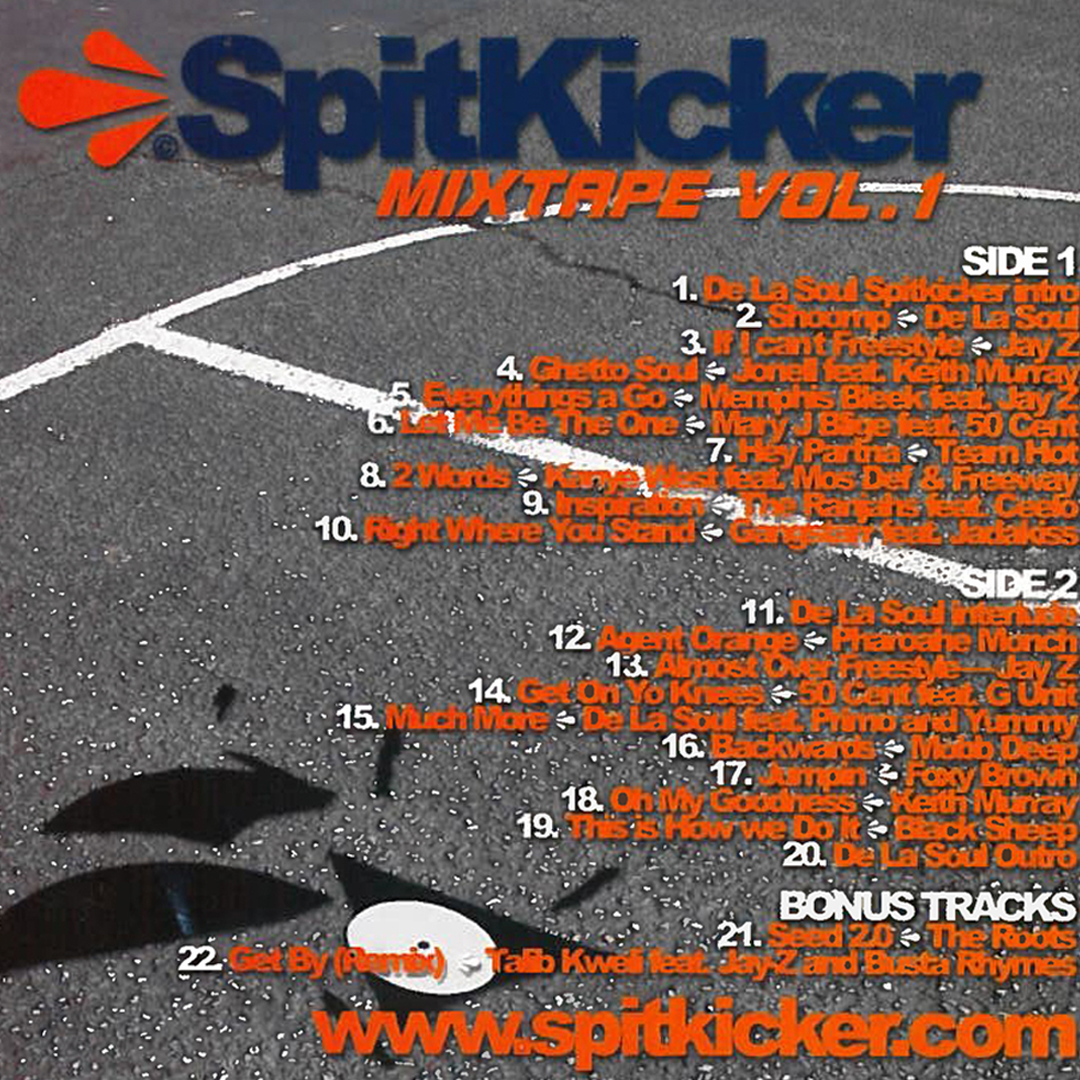 © SpitKicker
MIXTAPE VOL.1
SIDE 1
1. De La Soul Spitkicker intro
2. Shoomp De La Soul
3. If I can't Freestyle Jay Z
4. Ghetto Soul Jonell feat. Keith Murray
5. Everythings a Go Memphis Bleek feat. Jay Z
6. Let Me Be The One Mary J Blige feat. 50 Cent
7. Hey Partna Team Hot
8. 2 Words Kanye West feat. Mos Def & Freeway
9. Inspiration The Ranjahs feat. Ceelo
10. Right Where You Stand Gangstarr feat. Jadakiss
SIDE 2
11. De La Soul interlude
12. Agent Orange Pharoahe Monch
13. Almost Over Freestyle—Jay Z
14. Get On Yo Knees 50 Cent feat. G Unit
15. Much More De La Soul feat. Primo and Yummy
16. Backwards Mobb Deep
17. Jumpin Foxy Brown
18. Oh My Goodness Keith Murray
19. This is How we Do It Black Sheep
20. De La Soul Outro
BONUS TRACKS
21. Seed 2.0 The Roots
22. Get By (Remix) Talib Kweli feat. Jay-Z and Busta Rhymes
www.spitkicker.com